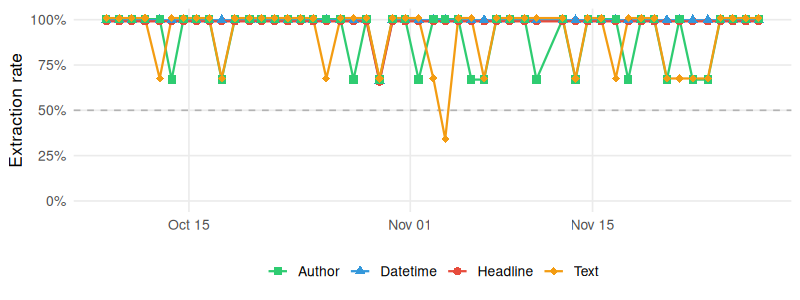 Extraction rate
100%
75%
50%
25%
0%
Oct 15
Nov 01
Nov 15
Author
Datetime
Headline
Text